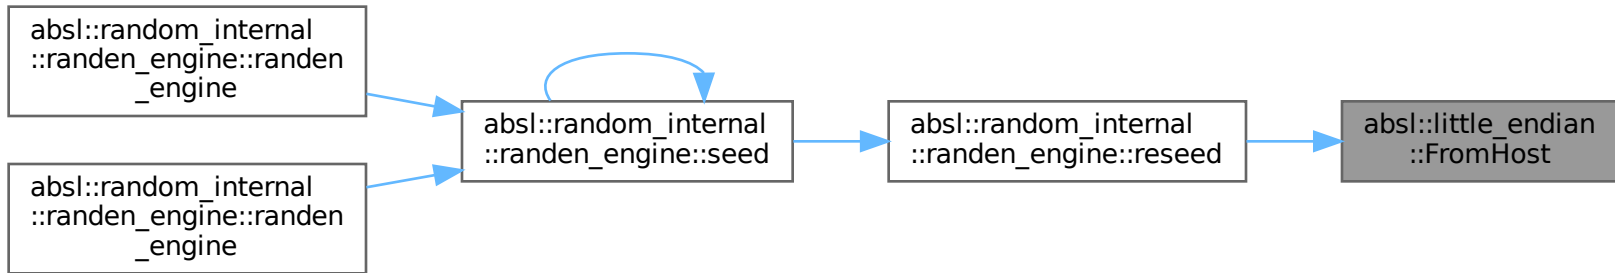 absl::random_internal
::randen_engine::randen
_engine
absl::random_internal
::randen_engine::randen
_engine
absl::random_internal
::randen_engine::seed
absl::random_internal
::randen_engine::reseed
absl::little_endian
::FromHost